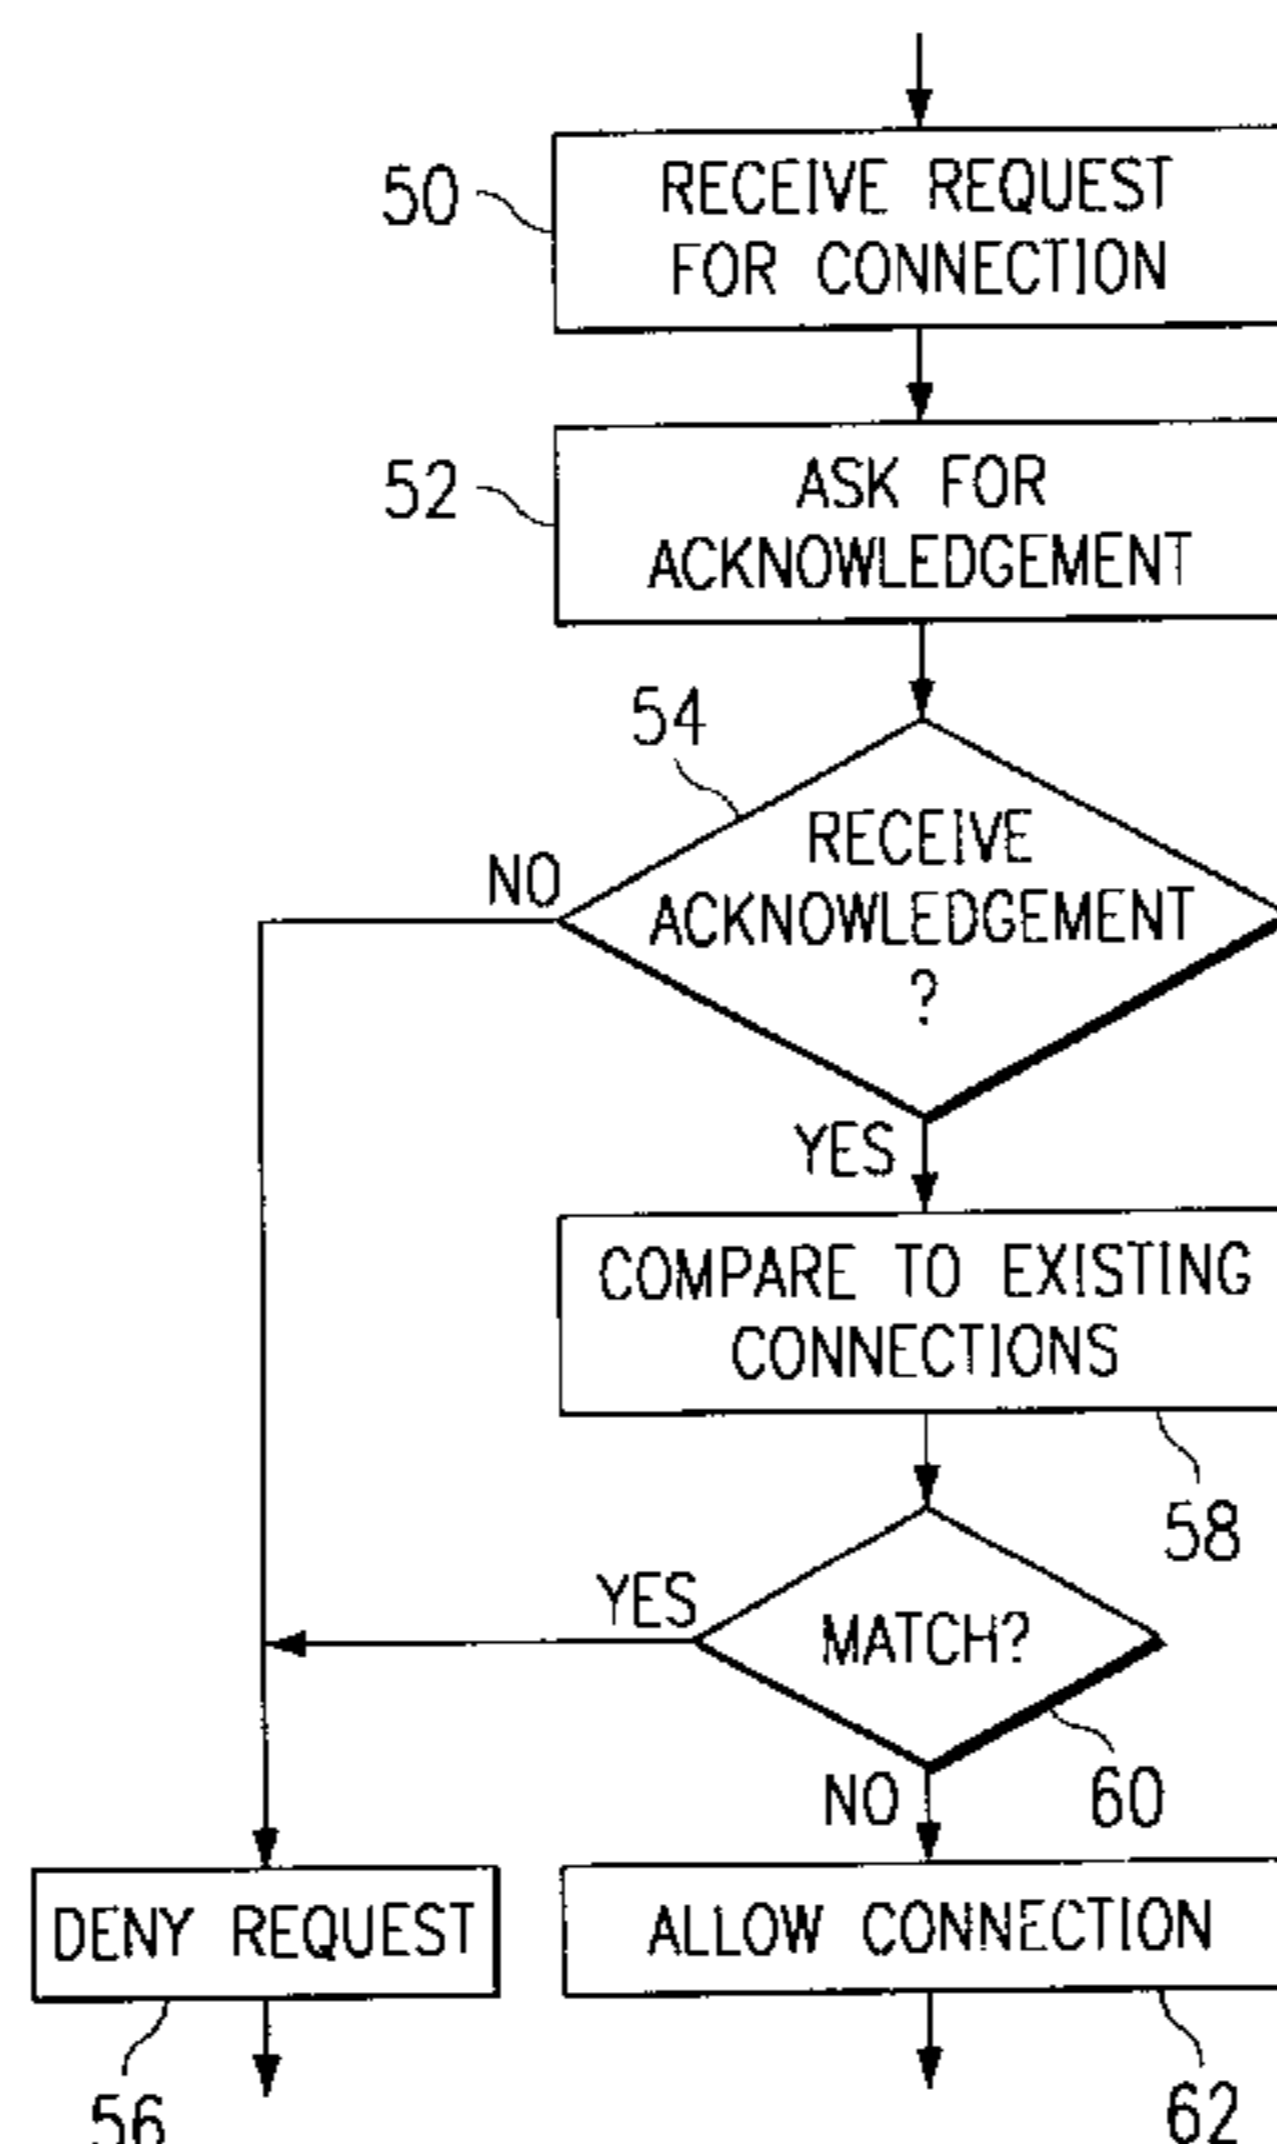 50
RECEIVE REQUEST
FOR CONNECTION
52
ASK FOR
ACKNOWLEDGEMENT
54
RECEIVE
ACKNOWLEDGEMENT
?
NO
YES
COMPARE TO EXISTING
CONNECTIONS
58
YES
MATCH?
60
NO
DENY REQUEST
ALLOW CONNECTION
56
62